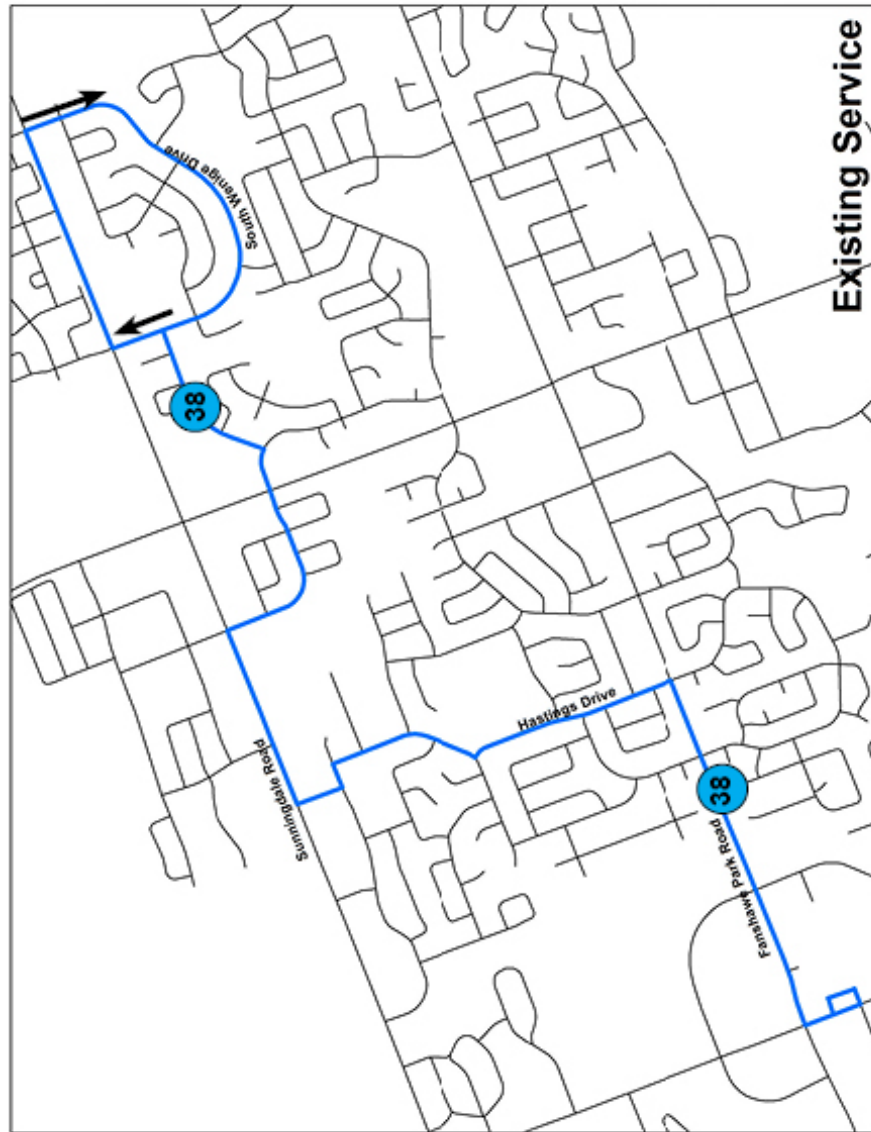 Existing Service
South Wenige Drive
38
Sunningdale Road
Hastings Drive
38
Fanshawe Park Road